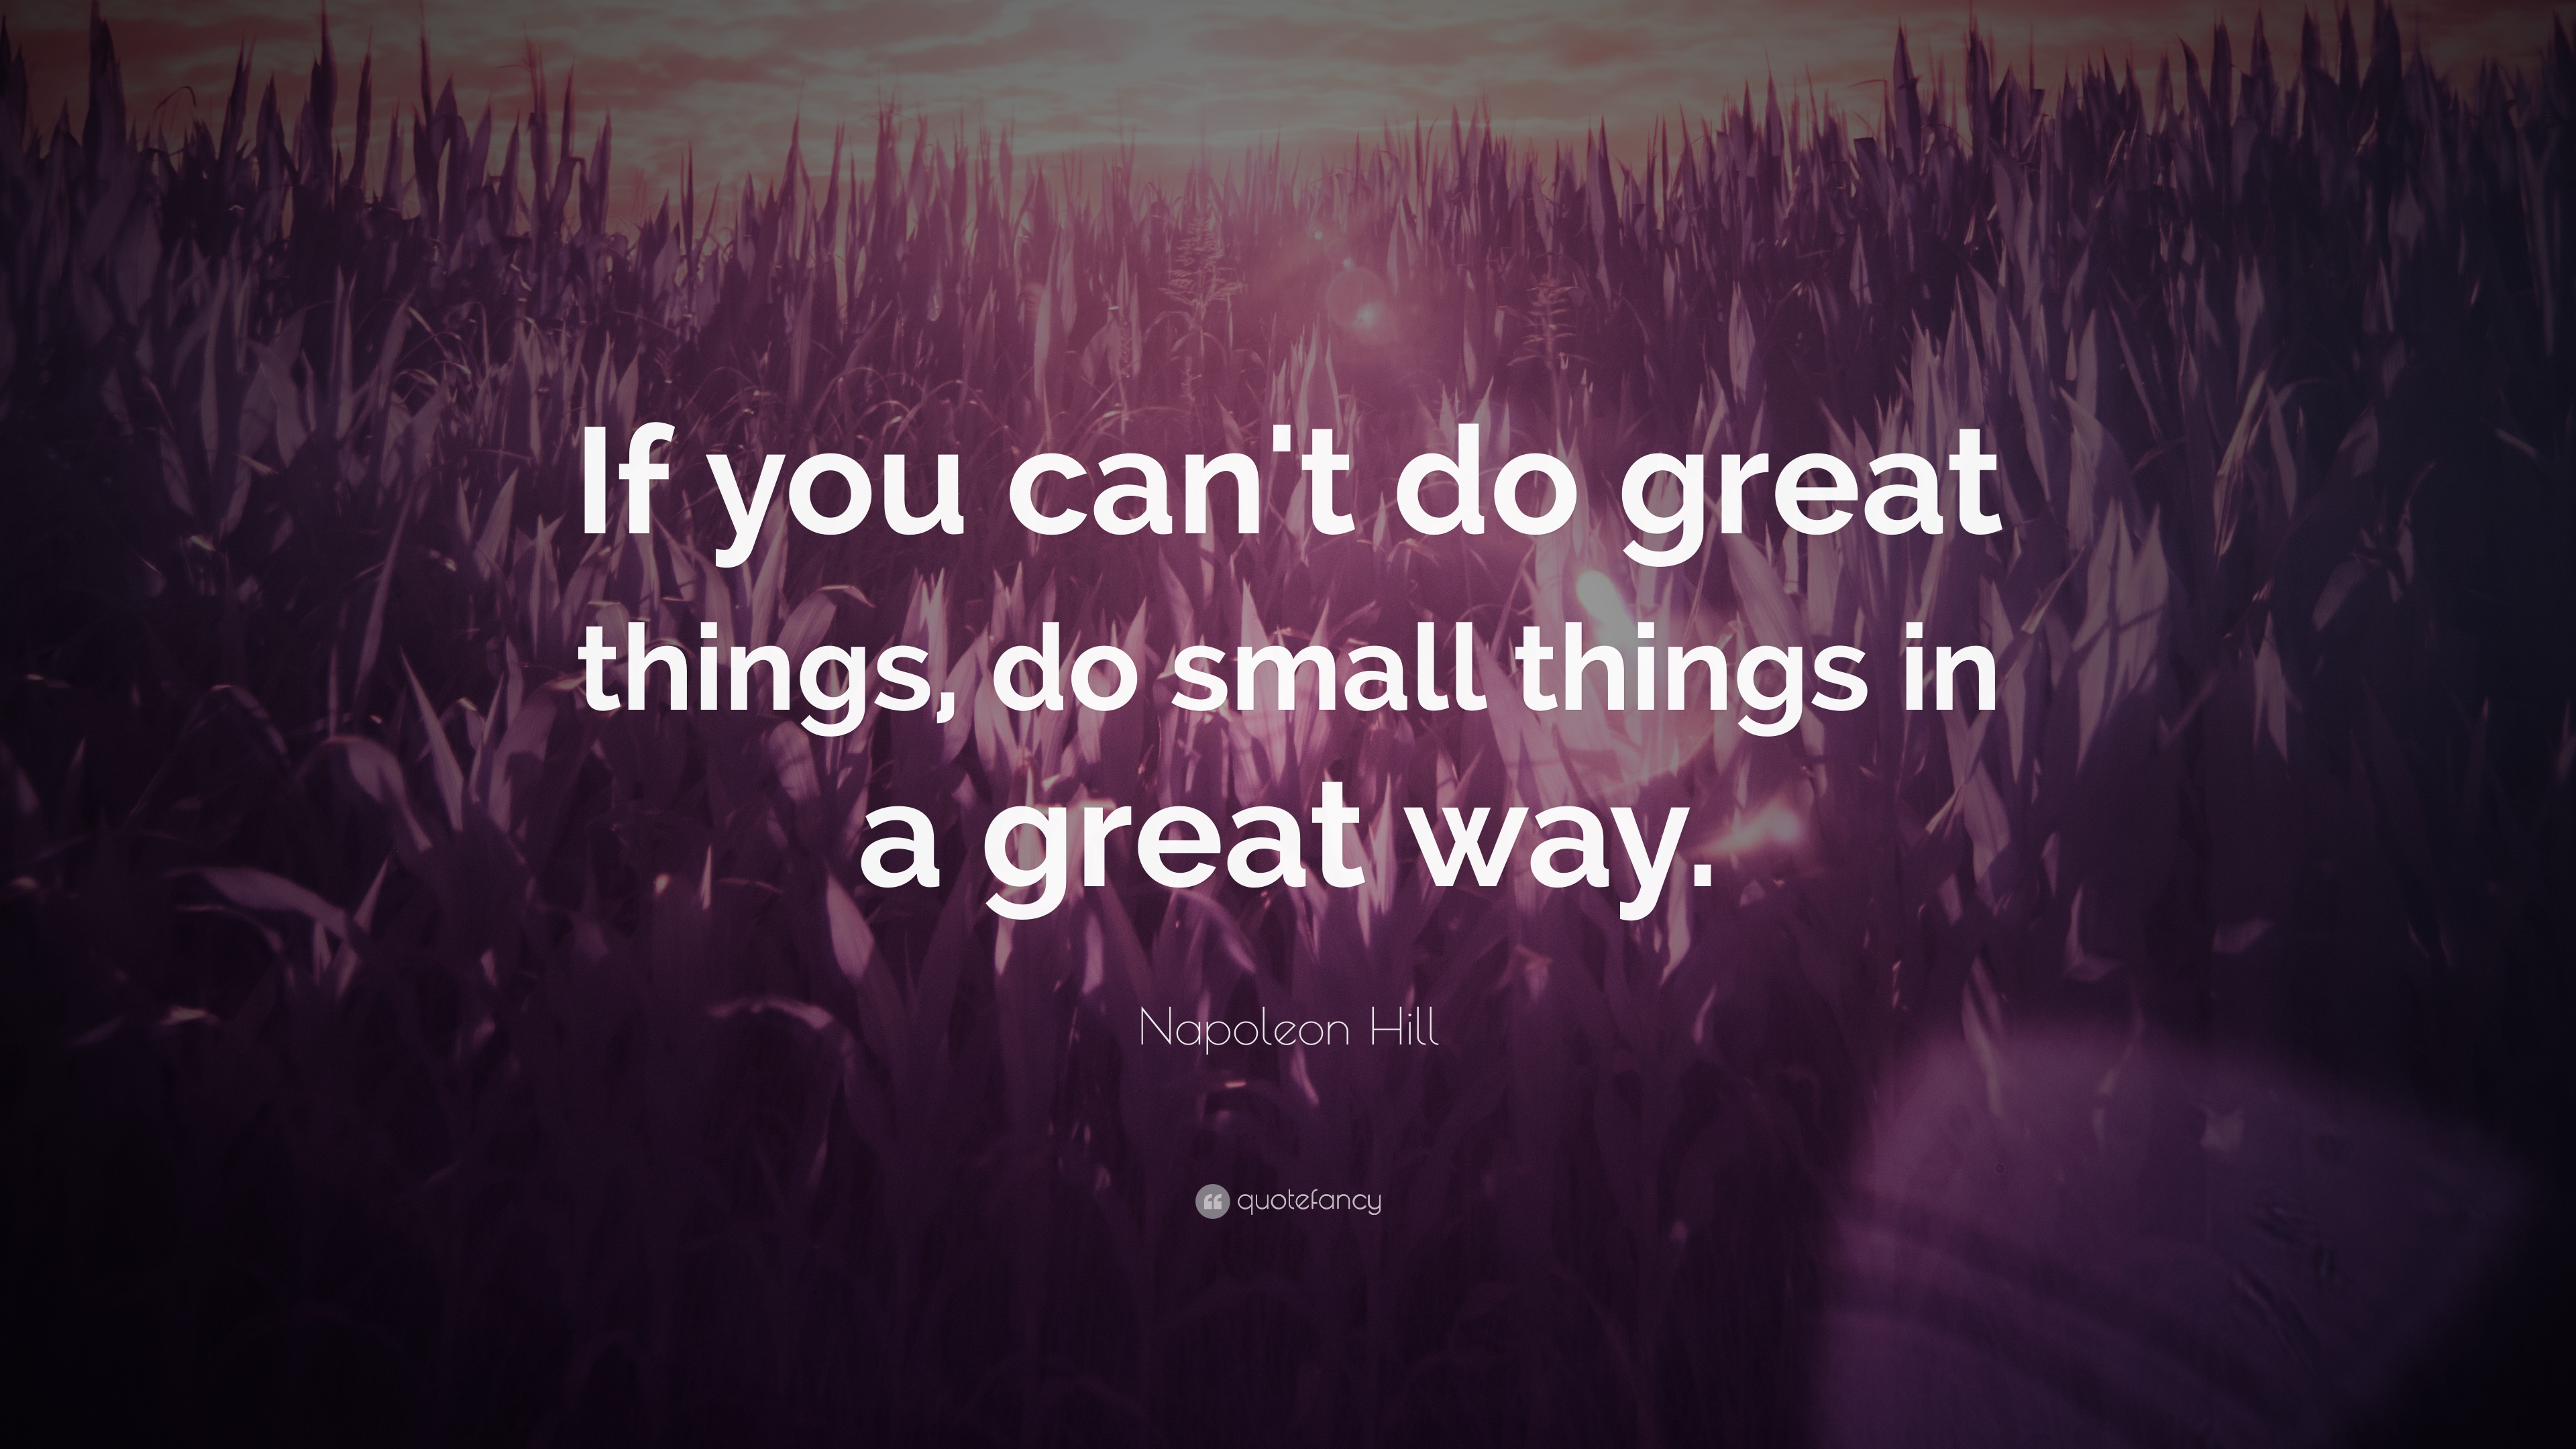 If you can't do great
things, do small things in
a great way.
Napoleon Hill
quotefancy